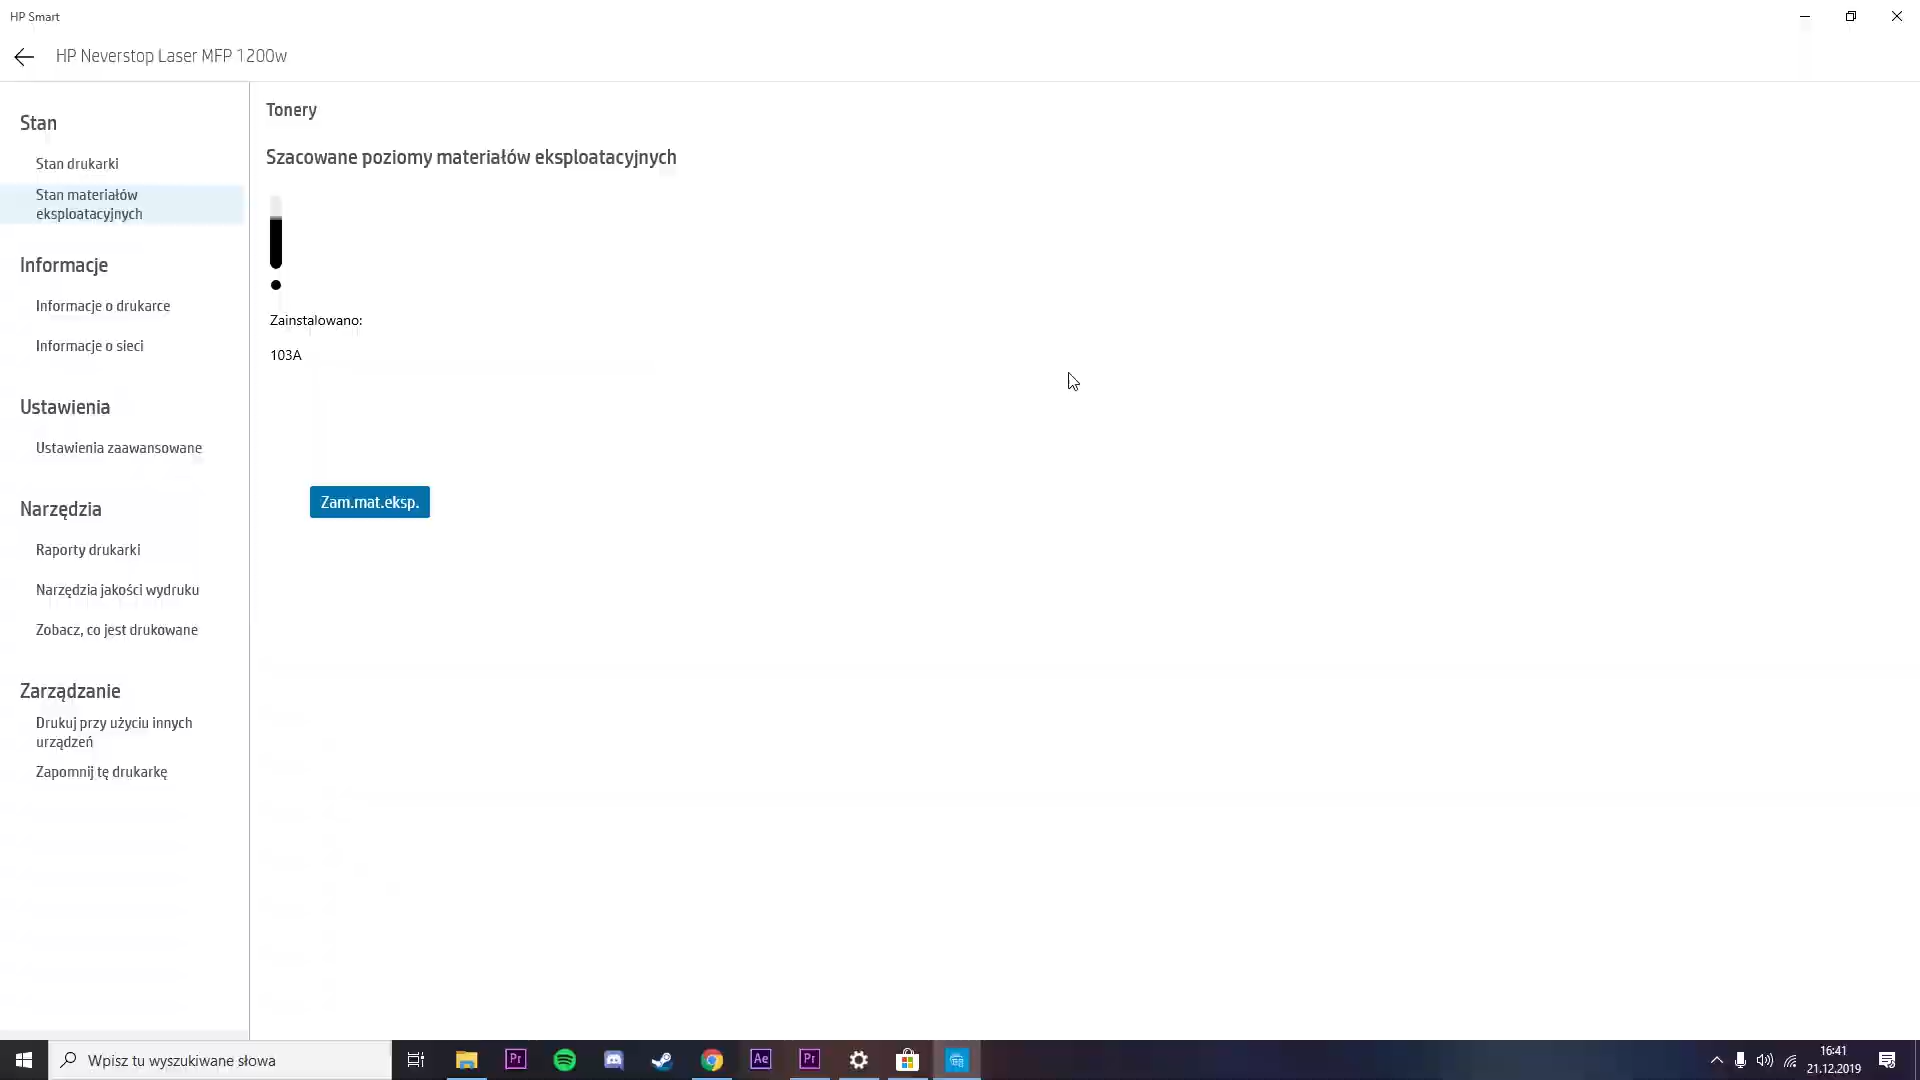 HP Smart
HP Neverstop Laser MFP 1200w
Stan
Stan drukarki
Stan materiałów
eksploatacyjnych
Informacje
Informacje o drukarce
Informacje o sieci
Ustawienia
Ustawienia zaawansowane
Narzędzia
Raporty drukarki
Narzędzia jakości wydruku
Zobacz, co jest drukowane
Zarządzanie
Drukuj przy użyciu innych
urządzeń
Zapomnij tę drukarkę
Tonery
Szacowane poziomy materiałów eksploatacyjnych
Zainstalowano:
103A
Zam.mat.eksp.
Wpisz tu wyszukiwane słowa
Pr
Ae
Pr
16:41
21.12.2019